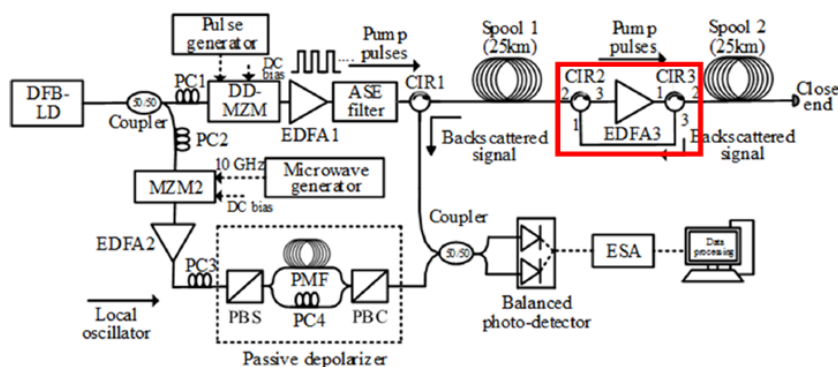 Pulse generator
DC bias
Pump pulses
Spool 1 (25km)
Pump pulses
Spool 2 (25km)
DFB-LD
50/50
Coupler
PC1
DD-MZM
EDFA1
ASE filter
CIR1
CIR2
2
3
1
EDFA3
CIR3
1
2
3
Close end
PC2
Backscattered signal
Backscattered signal
MZM2
10 GHz
DC bias
Microwave generator
EDFA2
PC3
Local oscillator
PBS
PMF
PC4
PBC
Passive depolarizer
Coupler
50/50
Balanced photo-detector
ESA
Data processing